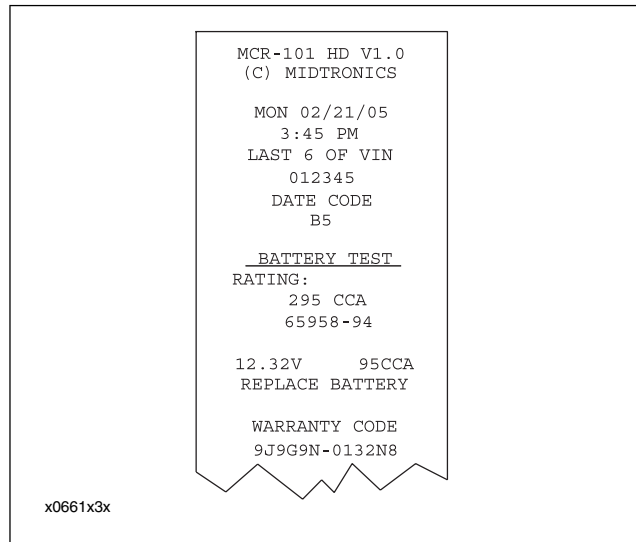 MCR-101 HD V1.0
(C) MIDTRONICS
MON 02/21/05
3:45 PM
LAST 6 OF VIN
012345
DATE CODE
B5
BATTERY TEST
RATING:
295 CCA
65958-94
12.32V 95CCA
REPLACE BATTERY
WARRANTY CODE
9J9G9N-0132N8
x0661x3x